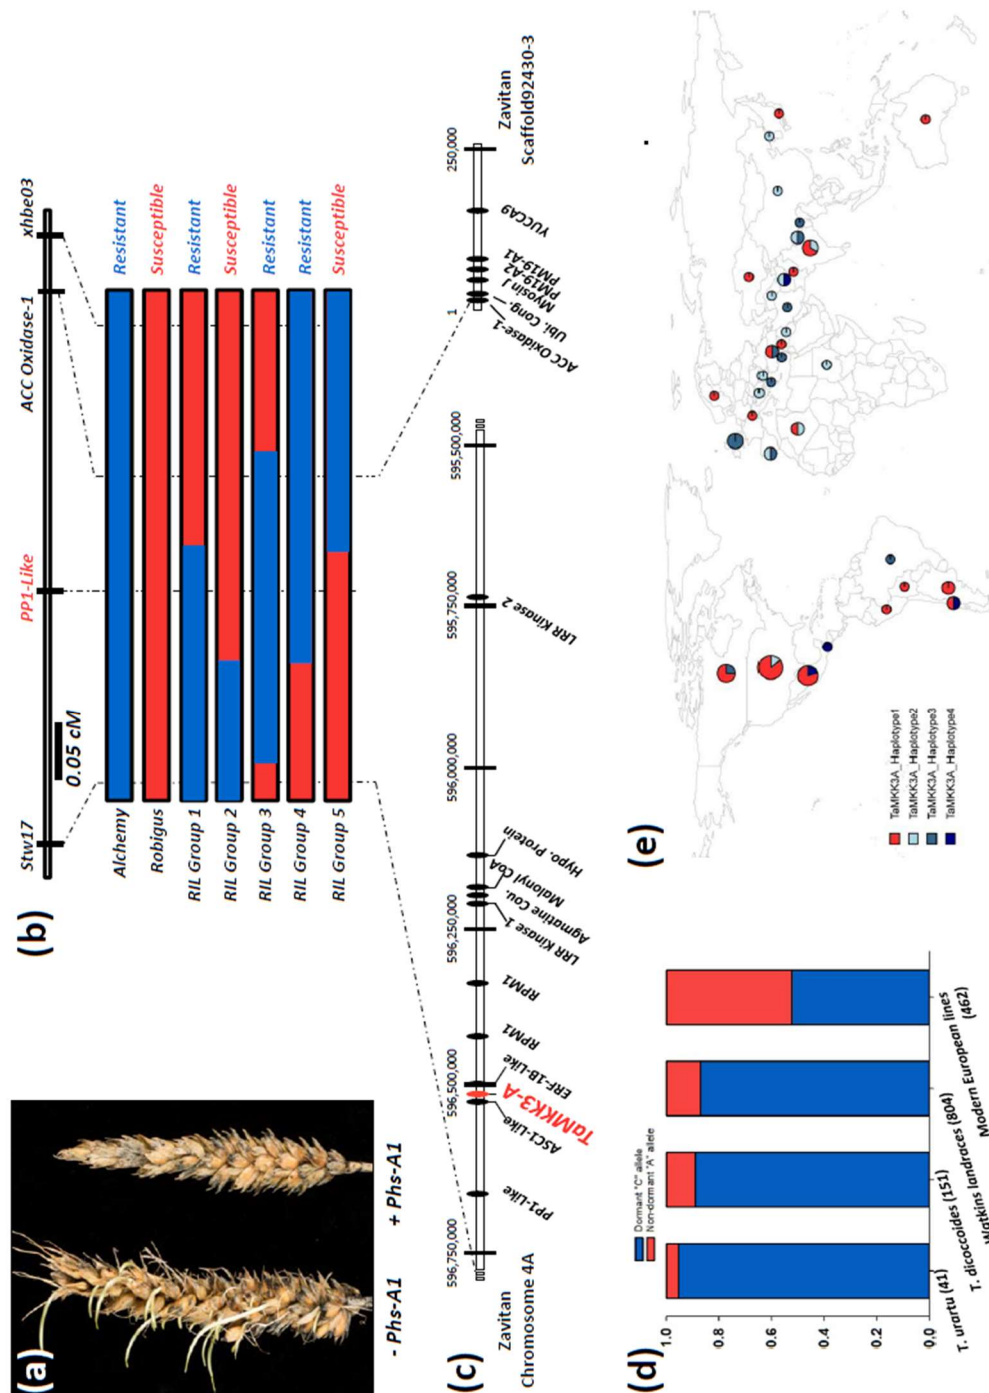 (a)
- Phs-A1
+ Phs-A1
(b)
Stw17
PP1-Like
ACC Oxidase-1
xhbe03
0.05 cM
Alchemy
Resistant
Robigus
Susceptible
RIL Group 1
Resistant
RIL Group 2
Susceptible
RIL Group 3
Resistant
RIL Group 4
Resistant
RIL Group 5
Susceptible
(c)
Zavitan
Chromosome 4A
596,750,000
596,500,000
596,250,000
596,000,000
595,750,000
595,500,000
1
250,000
PP1-Like
ASC1-Like
TaMKK3-A
ERF-1B-Like
RPM1
RPM1
LRR Kinase 1
Agmatine Cou.
Malonyl CoA
Hypo. Protein
LRR Kinase 2
ACC Oxidase-1
Ubi. Cong.
Myosin J
PM19-A2
PM19-A1
YUCCA9
Zavitan
Scaffold92430-3
(d)
Dormant "C" allele
Non-dormant "A" allele
1.0
0.8
0.6
0.4
0.2
0.0
T. urartu (41)
T. dicoccoides (151)
Watkins landraces (804)
Modern European lines
(462)
(e)
TaMKK3A_Haplotype1
TaMKK3A_Haplotype2
TaMKK3A_Haplotype3
TaMKK3A_Haplotype4